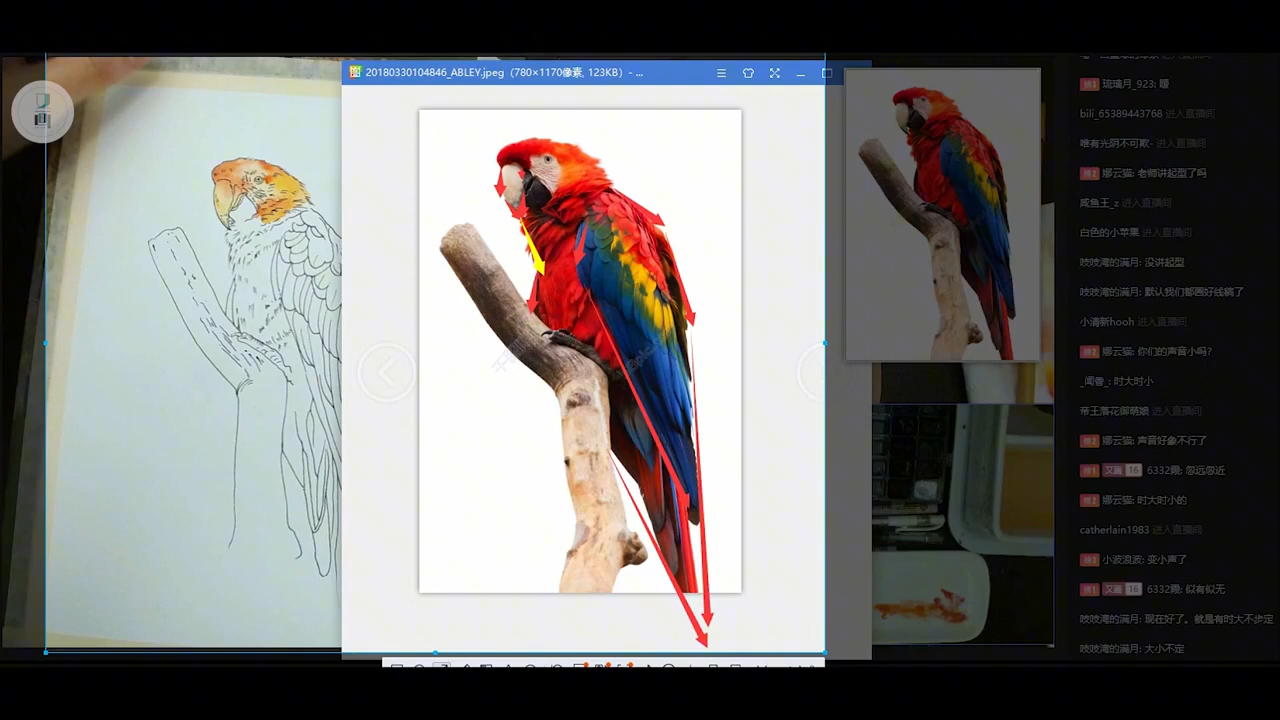 20180330104846_ABLEY.jpeg（780×1170像素, 123KB）- ...
琉璃月_923: 暖
bili_65389443768 进入直播间
唯有光阴不可欺- 进入直播间
娜云猫: 老师讲起型了吗
咸鱼王_z 进入直播间
白色的小苹果 进入直播间
吱吱湾的满月: 没讲起型
吱吱湾的满月: 默认我们都画好线稿了
小清新hooh 进入直播间
娜云猫: 你们的声音小吗?
_闻香_: 时大时小
帝王落花御萌娘 进入直播间
娜云猫: 声音好象不行了
又画 16 6332霞: 忽远忽近
娜云猫: 时大时小的
catherlain1983 进入直播间
小波浪波: 变小声了
又画 16 6332霞: 似有似无
吱吱湾的满月: 现在好了。就是有时大不步定
吱吱湾的满月: 大小不定